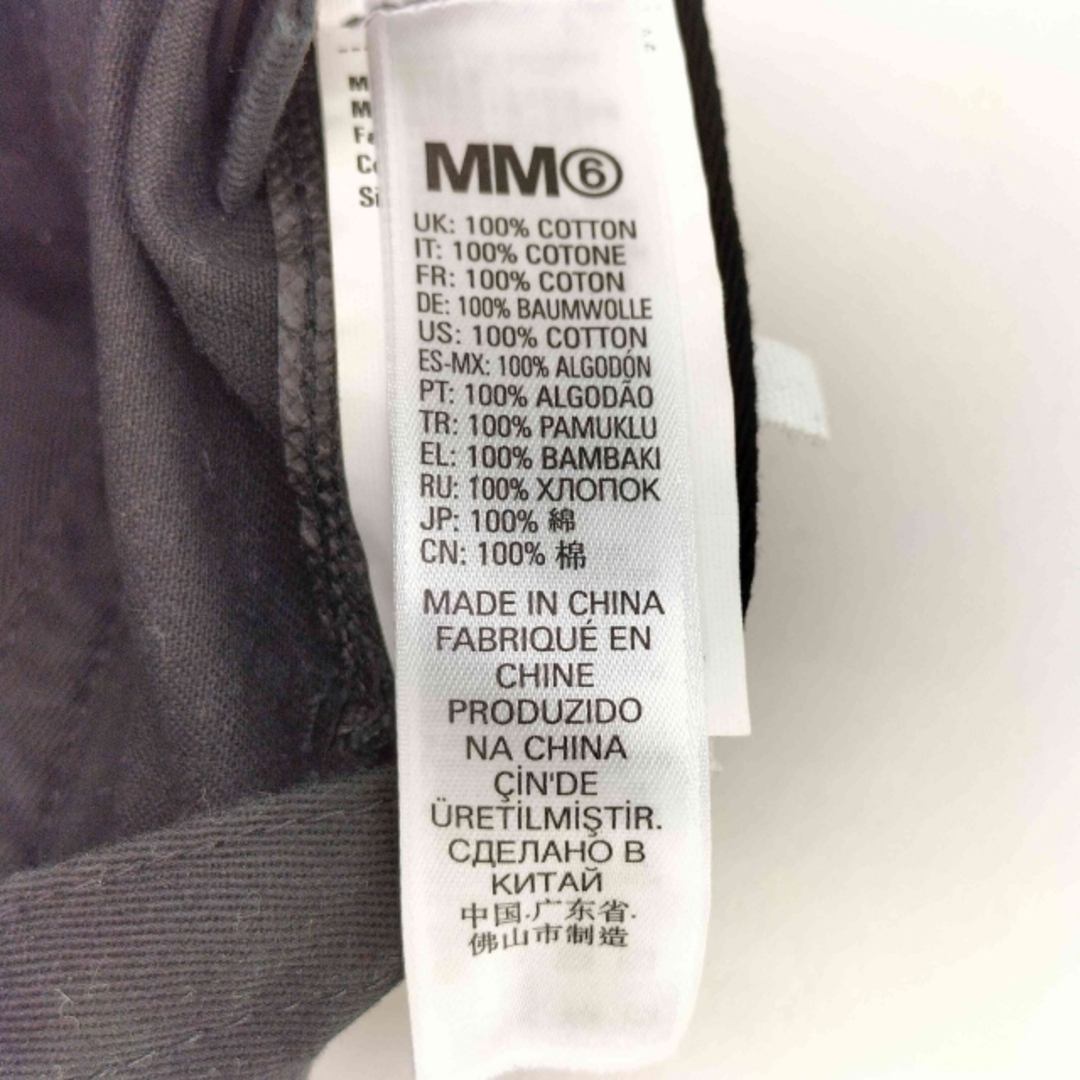 MM⑥
UK: 100% COTTON
IT: 100% COTONE
FR: 100% COTON
DE: 100% BAUMWOLLE
US: 100% COTTON
ES-MX: 100% ALGODÓN
PT: 100% ALGODÃO
TR: 100% PAMUKLU
EL: 100% BAMBAKI
RU: 100% ХЛОПОК
JP: 100% 綿
CN: 100% 棉
MADE IN CHINA
FABRIQUÉ EN
CHINE
PRODUZIDO
NA CHINA
ÇİN'DE
ÜRETİLMİŞTİR.
СДЕЛАНО В
КИТАЙ
中国.广东省.
佛山市制造